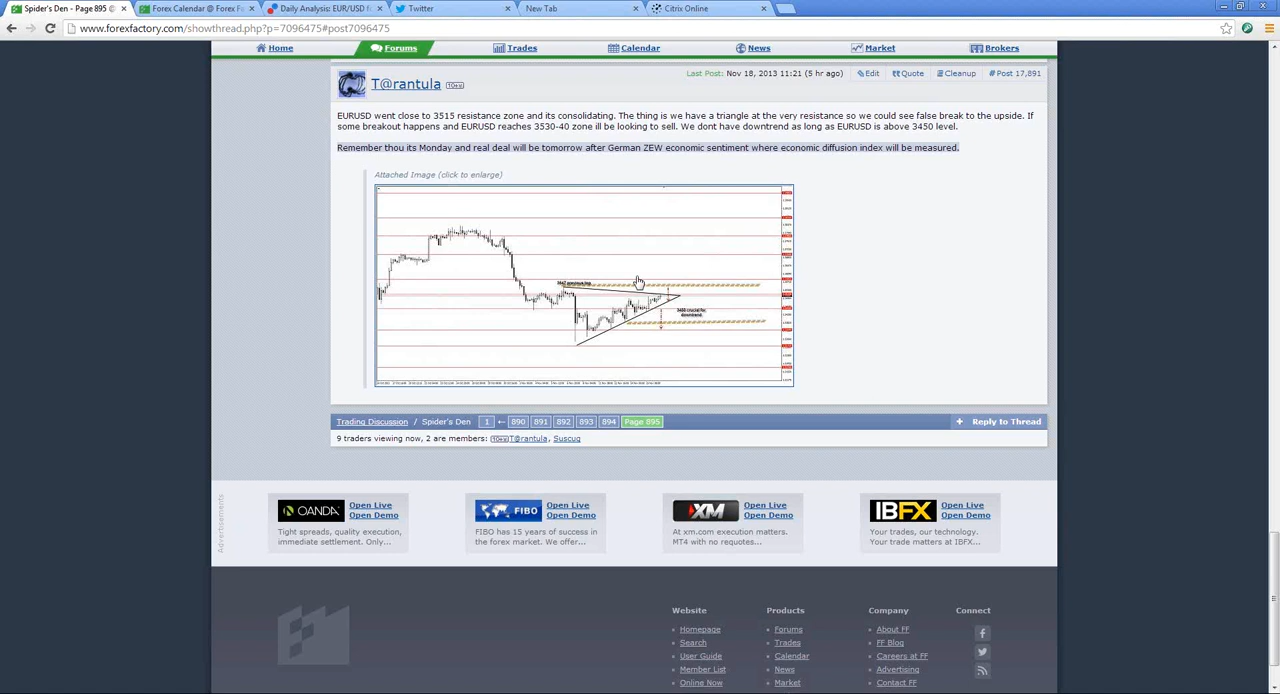 Spider's Den - Page 895
Forex Calendar @ Forex Fa
Daily Analysis: EUR/USD f
Twitter
New Tab
Citrix Online
www.forexfactory.com/showthread.php?p=7096475#post7096475
Home
Forums
Trades
Calendar
News
Market
Brokers
T@rantula
Last Post: Nov 18, 2013 11:21 (5 hr ago)
Edit
Quote
Cleanup
# Post 17,891
EURUSD went close to 3515 resistance zone and its consolidating. The thing is we have a triangle at the very resistance so we could see false break to the upside. If
some breakout happens and EURUSD reaches 3530-40 zone ill be looking to sell. We dont have downtrend as long as EURUSD is above 3450 level.
Remember thou its Monday and real deal will be tomorrow after German ZEW economic sentiment where economic diffusion index will be measured.
Attached Image (click to enlarge)
3450 crucial for
downtrend.
Trading Discussion / Spider's Den
1 ← 890 891 892 893 894 Page 895
+ Reply to Thread
9 traders viewing now, 2 are members: T@rantula, Suscuq
Advertisements
OANDA
Open Live
Open Demo
Tight spreads, quality execution,
immediate settlement. Only...
FIBO
Open Live
Open Demo
FIBO has 15 years of success in
the forex market. We offer...
XM
Open Live
Open Demo
At xm.com execution matters.
MT4 with no requotes...
IBFX
Open Live
Open Demo
Your trades, our technology.
Your trade matters at IBFX...
Website
Homepage
Search
User Guide
Member List
Online Now
Products
Forums
Trades
Calendar
News
Market
Company
About FF
FF Blog
Careers at FF
Advertising
Contact FF
Connect